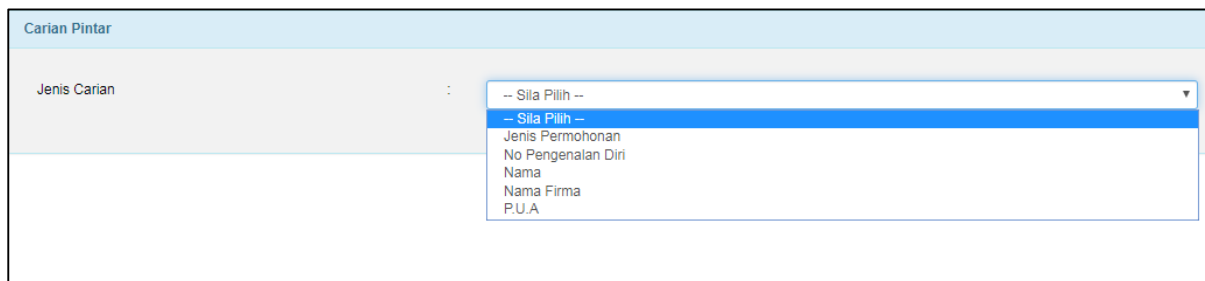 Carian Pintar
Jenis Carian : -- Sila Pilih --
-- Sila Pilih --
Jenis Permohonan
No Pengenalan Diri
Nama
Nama Firma
P.U.A